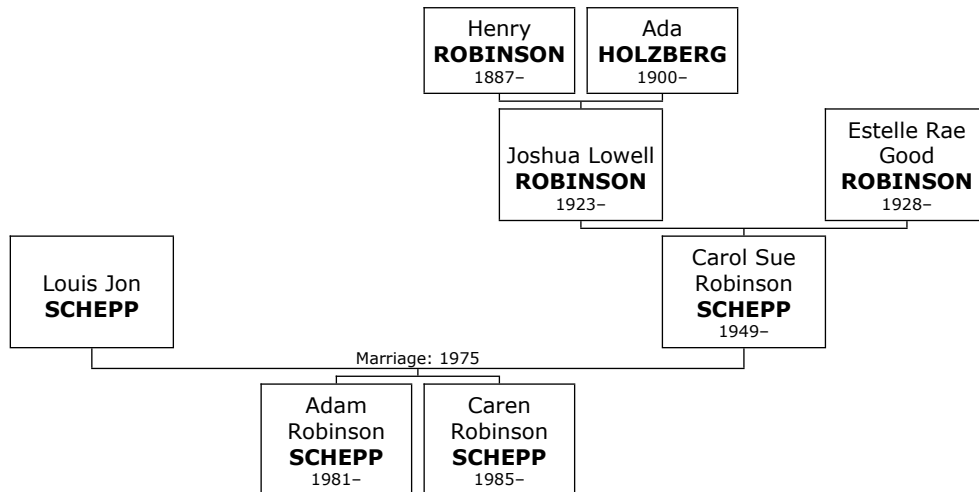 Henry
ROBINSON
1887–
Ada
HOLZBERG
1900–
Joshua Lowell
ROBINSON
1923–
Estelle Rae
Good
ROBINSON
1928–
Louis Jon
SCHEPP
Carol Sue
Robinson
SCHEPP
1949–
Marriage: 1975
Adam
Robinson
SCHEPP
1981–
Caren
Robinson
SCHEPP
1985–